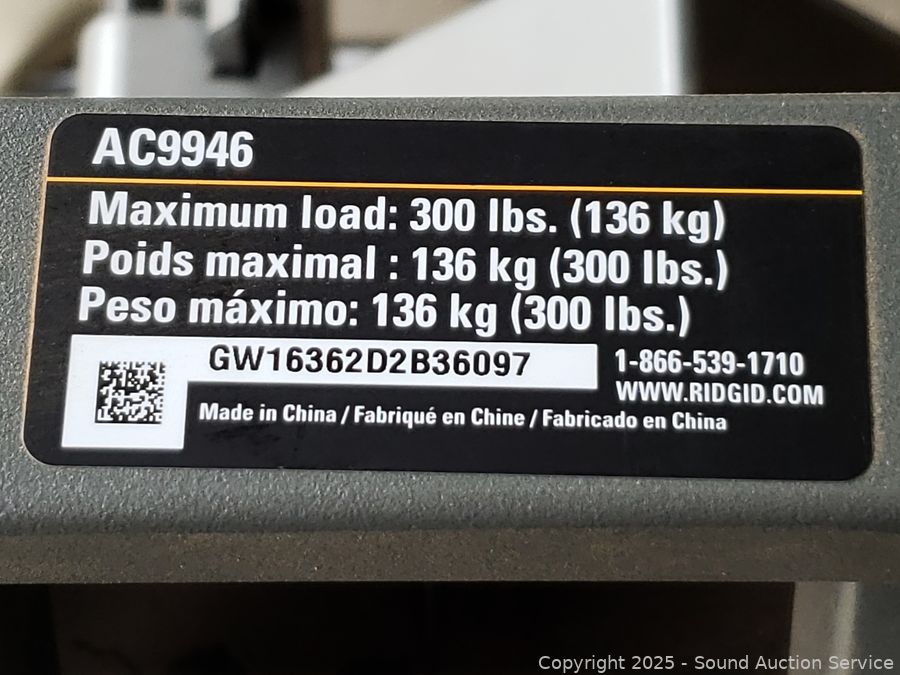 AC9946
Maximum load: 300 lbs. (136 kg)
Poids maximal : 136 kg (300 lbs.)
Peso máximo: 136 kg (300 lbs.)
GW16362D2B36097
1-866-539-1710
WWW.RIDGID.COM
Made in China / Fabriqué en Chine / Fabricado en China
Copyright 2025 - Sound Auction Service